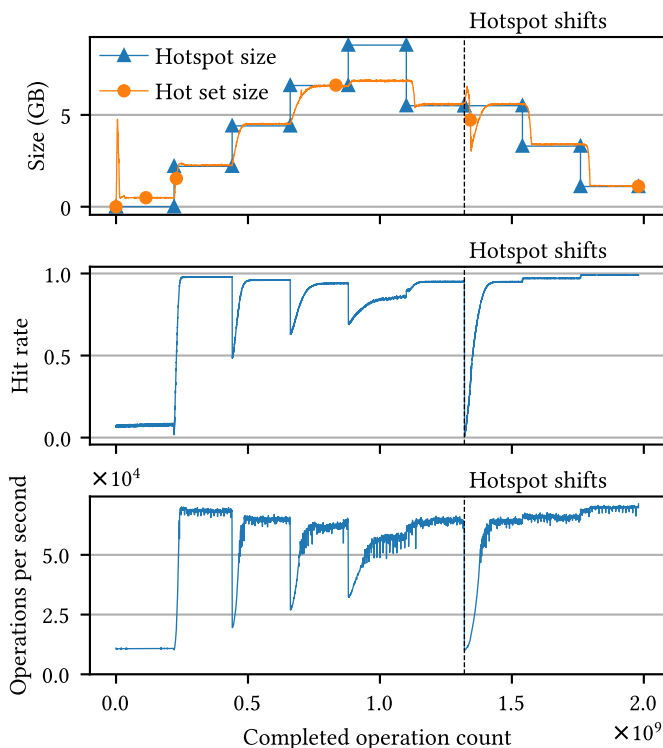 Hotspot shifts
Hotspot size
Hot set size
Size (GB)
5
0
Hotspot shifts
Hit rate
1.0
0.5
0.0
×10⁴
Hotspot shifts
Operations per second
5.0
2.5
0.0
0.0 0.5 1.0 1.5 2.0
Completed operation count ×10⁹